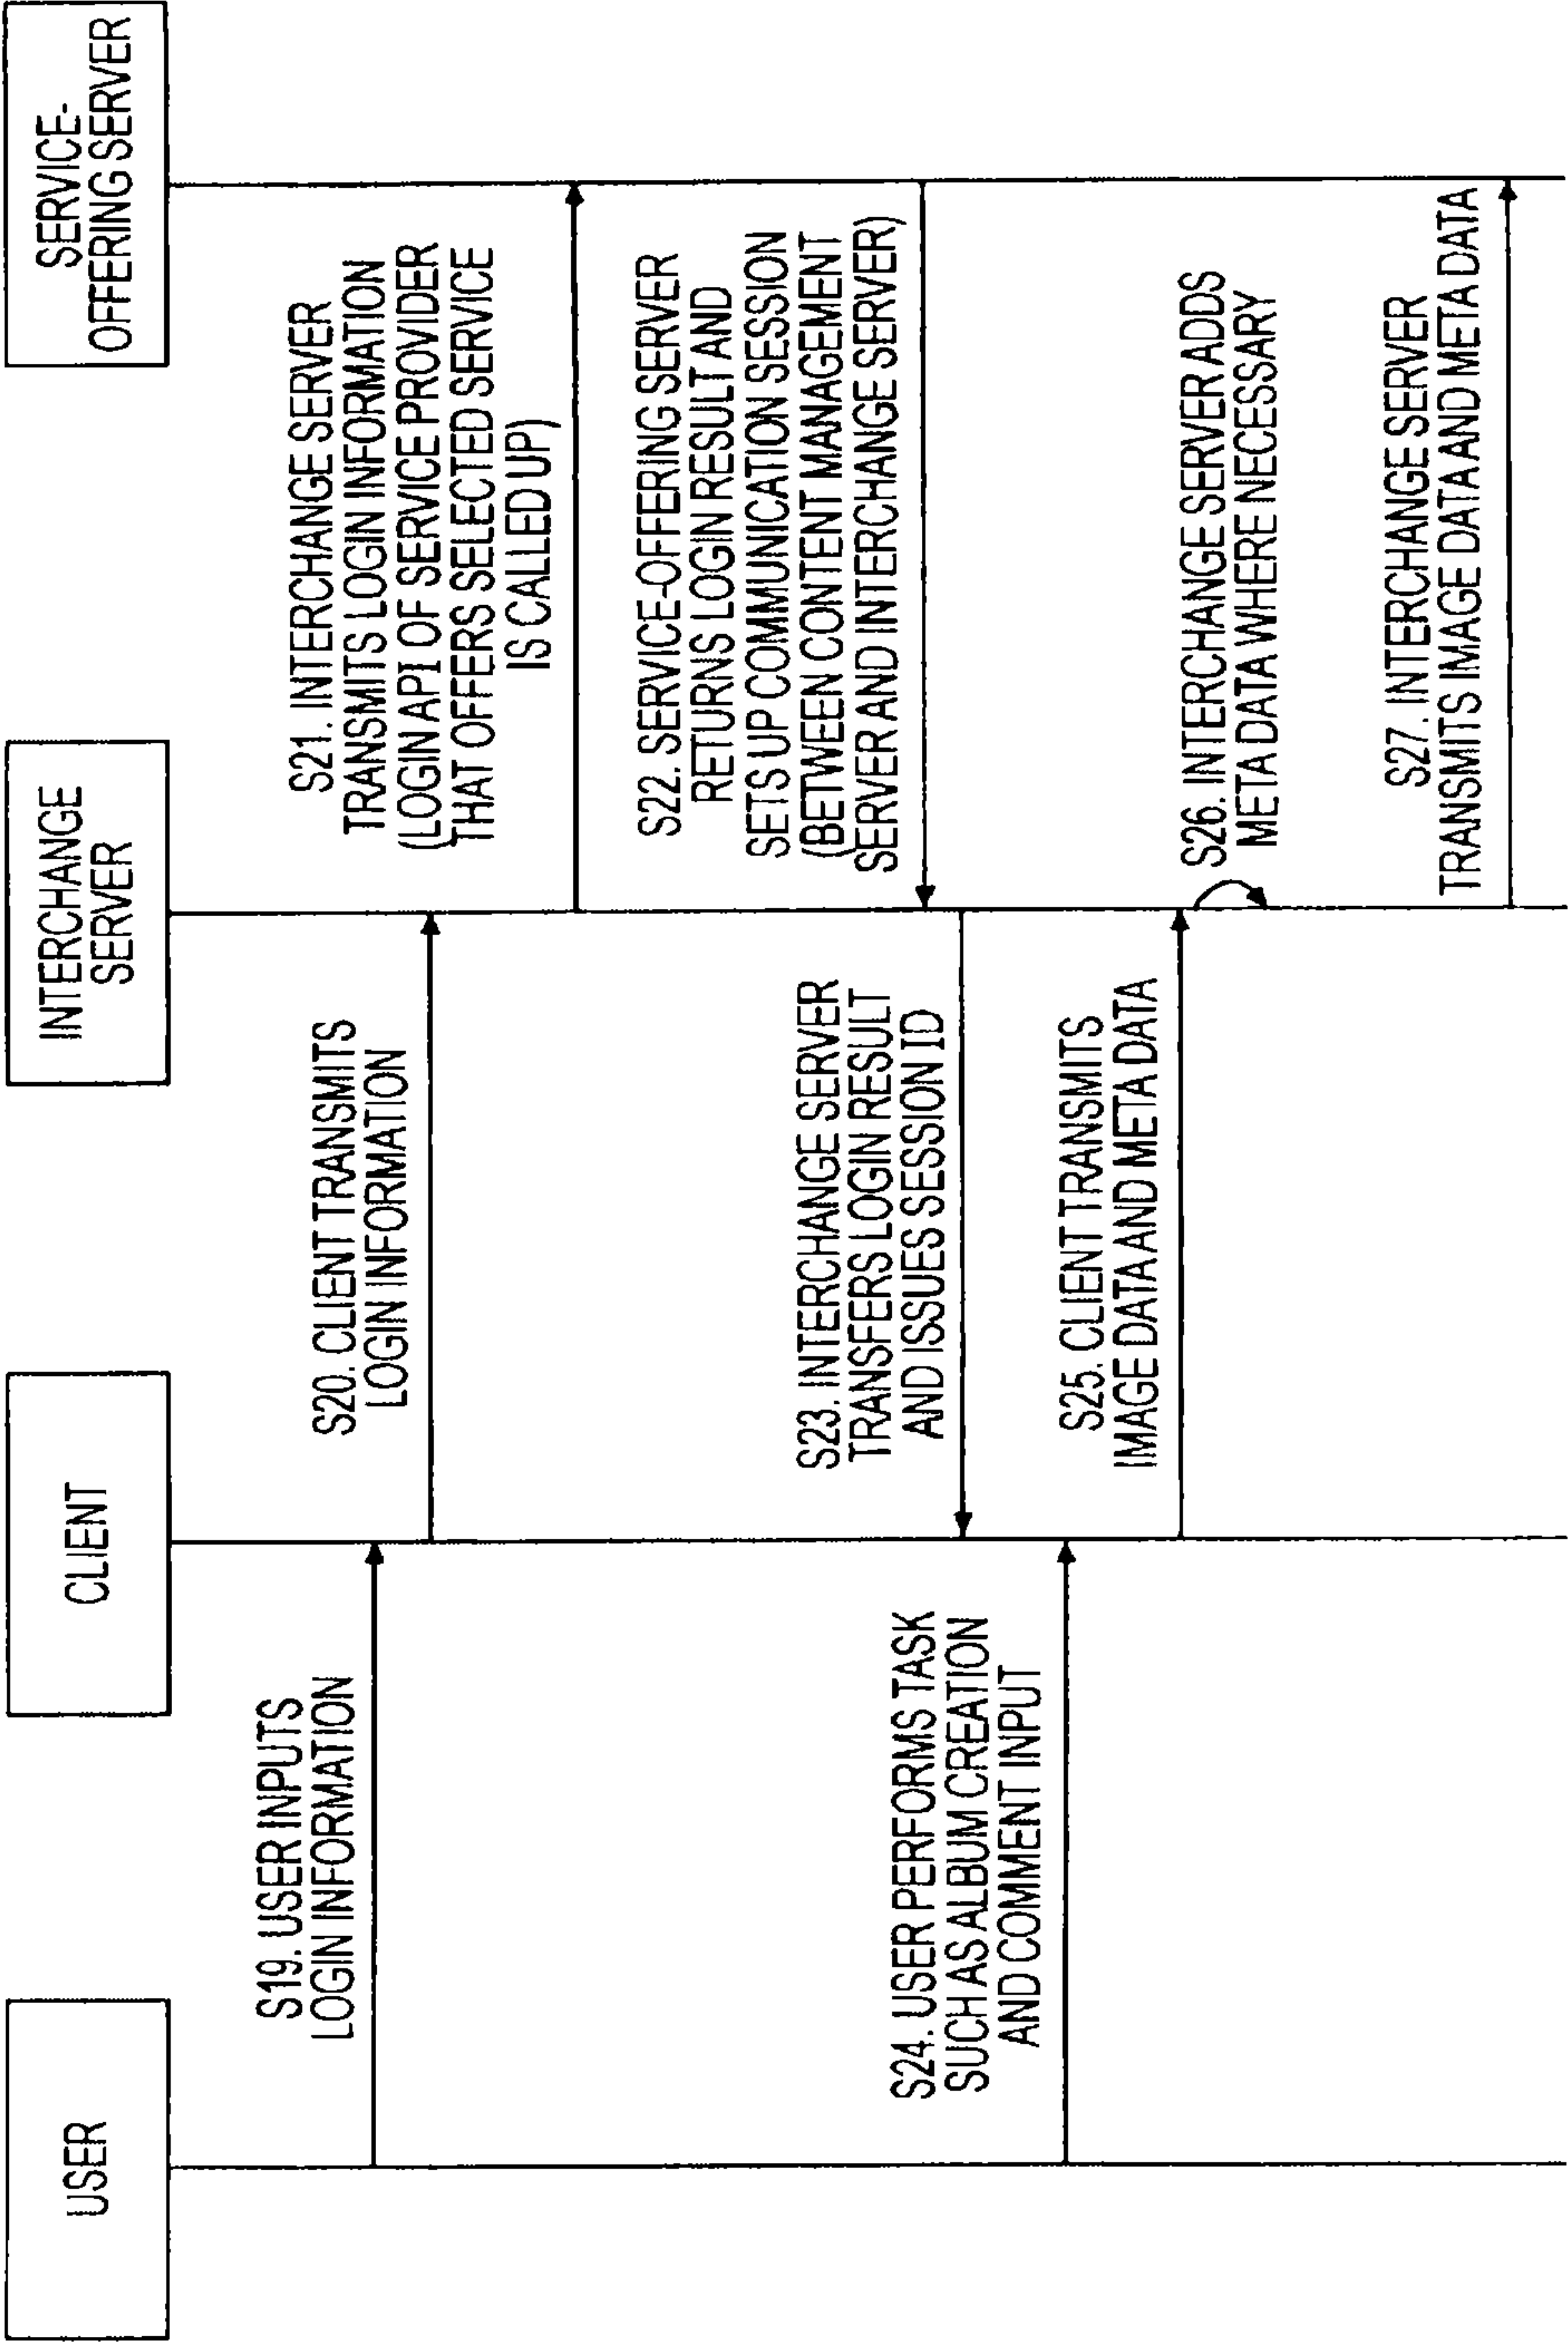 USER
CLIENT
INTERCHANGE
SERVER
SERVICE-
OFFERING SERVER
S19. USER INPUTS
LOGIN INFORMATION
S20. CLIENT TRANSMITS
LOGIN INFORMATION
S21. INTERCHANGE SERVER
TRANSMITS LOGIN INFORMATION
(LOGIN API OF SERVICE PROVIDER
THAT OFFERS SELECTED SERVICE
IS CALLED UP)
S22. SERVICE-OFFERING SERVER
RETURNS LOGIN RESULT AND
SETS UP COMMUNICATION SESSION
(BETWEEN CONTENT MANAGEMENT
SERVER AND INTERCHANGE SERVER)
S23. INTERCHANGE SERVER
TRANSFERS LOGIN RESULT
AND ISSUES SESSION ID
S24. USER PERFORMS TASK
SUCH AS ALBUM CREATION
AND COMMENT INPUT
S25. CLIENT TRANSMITS
IMAGE DATA AND META DATA
S26. INTERCHANGE SERVER ADDS
META DATA WHERE NECESSARY
S27. INTERCHANGE SERVER
TRANSMITS IMAGE DATA AND META DATA